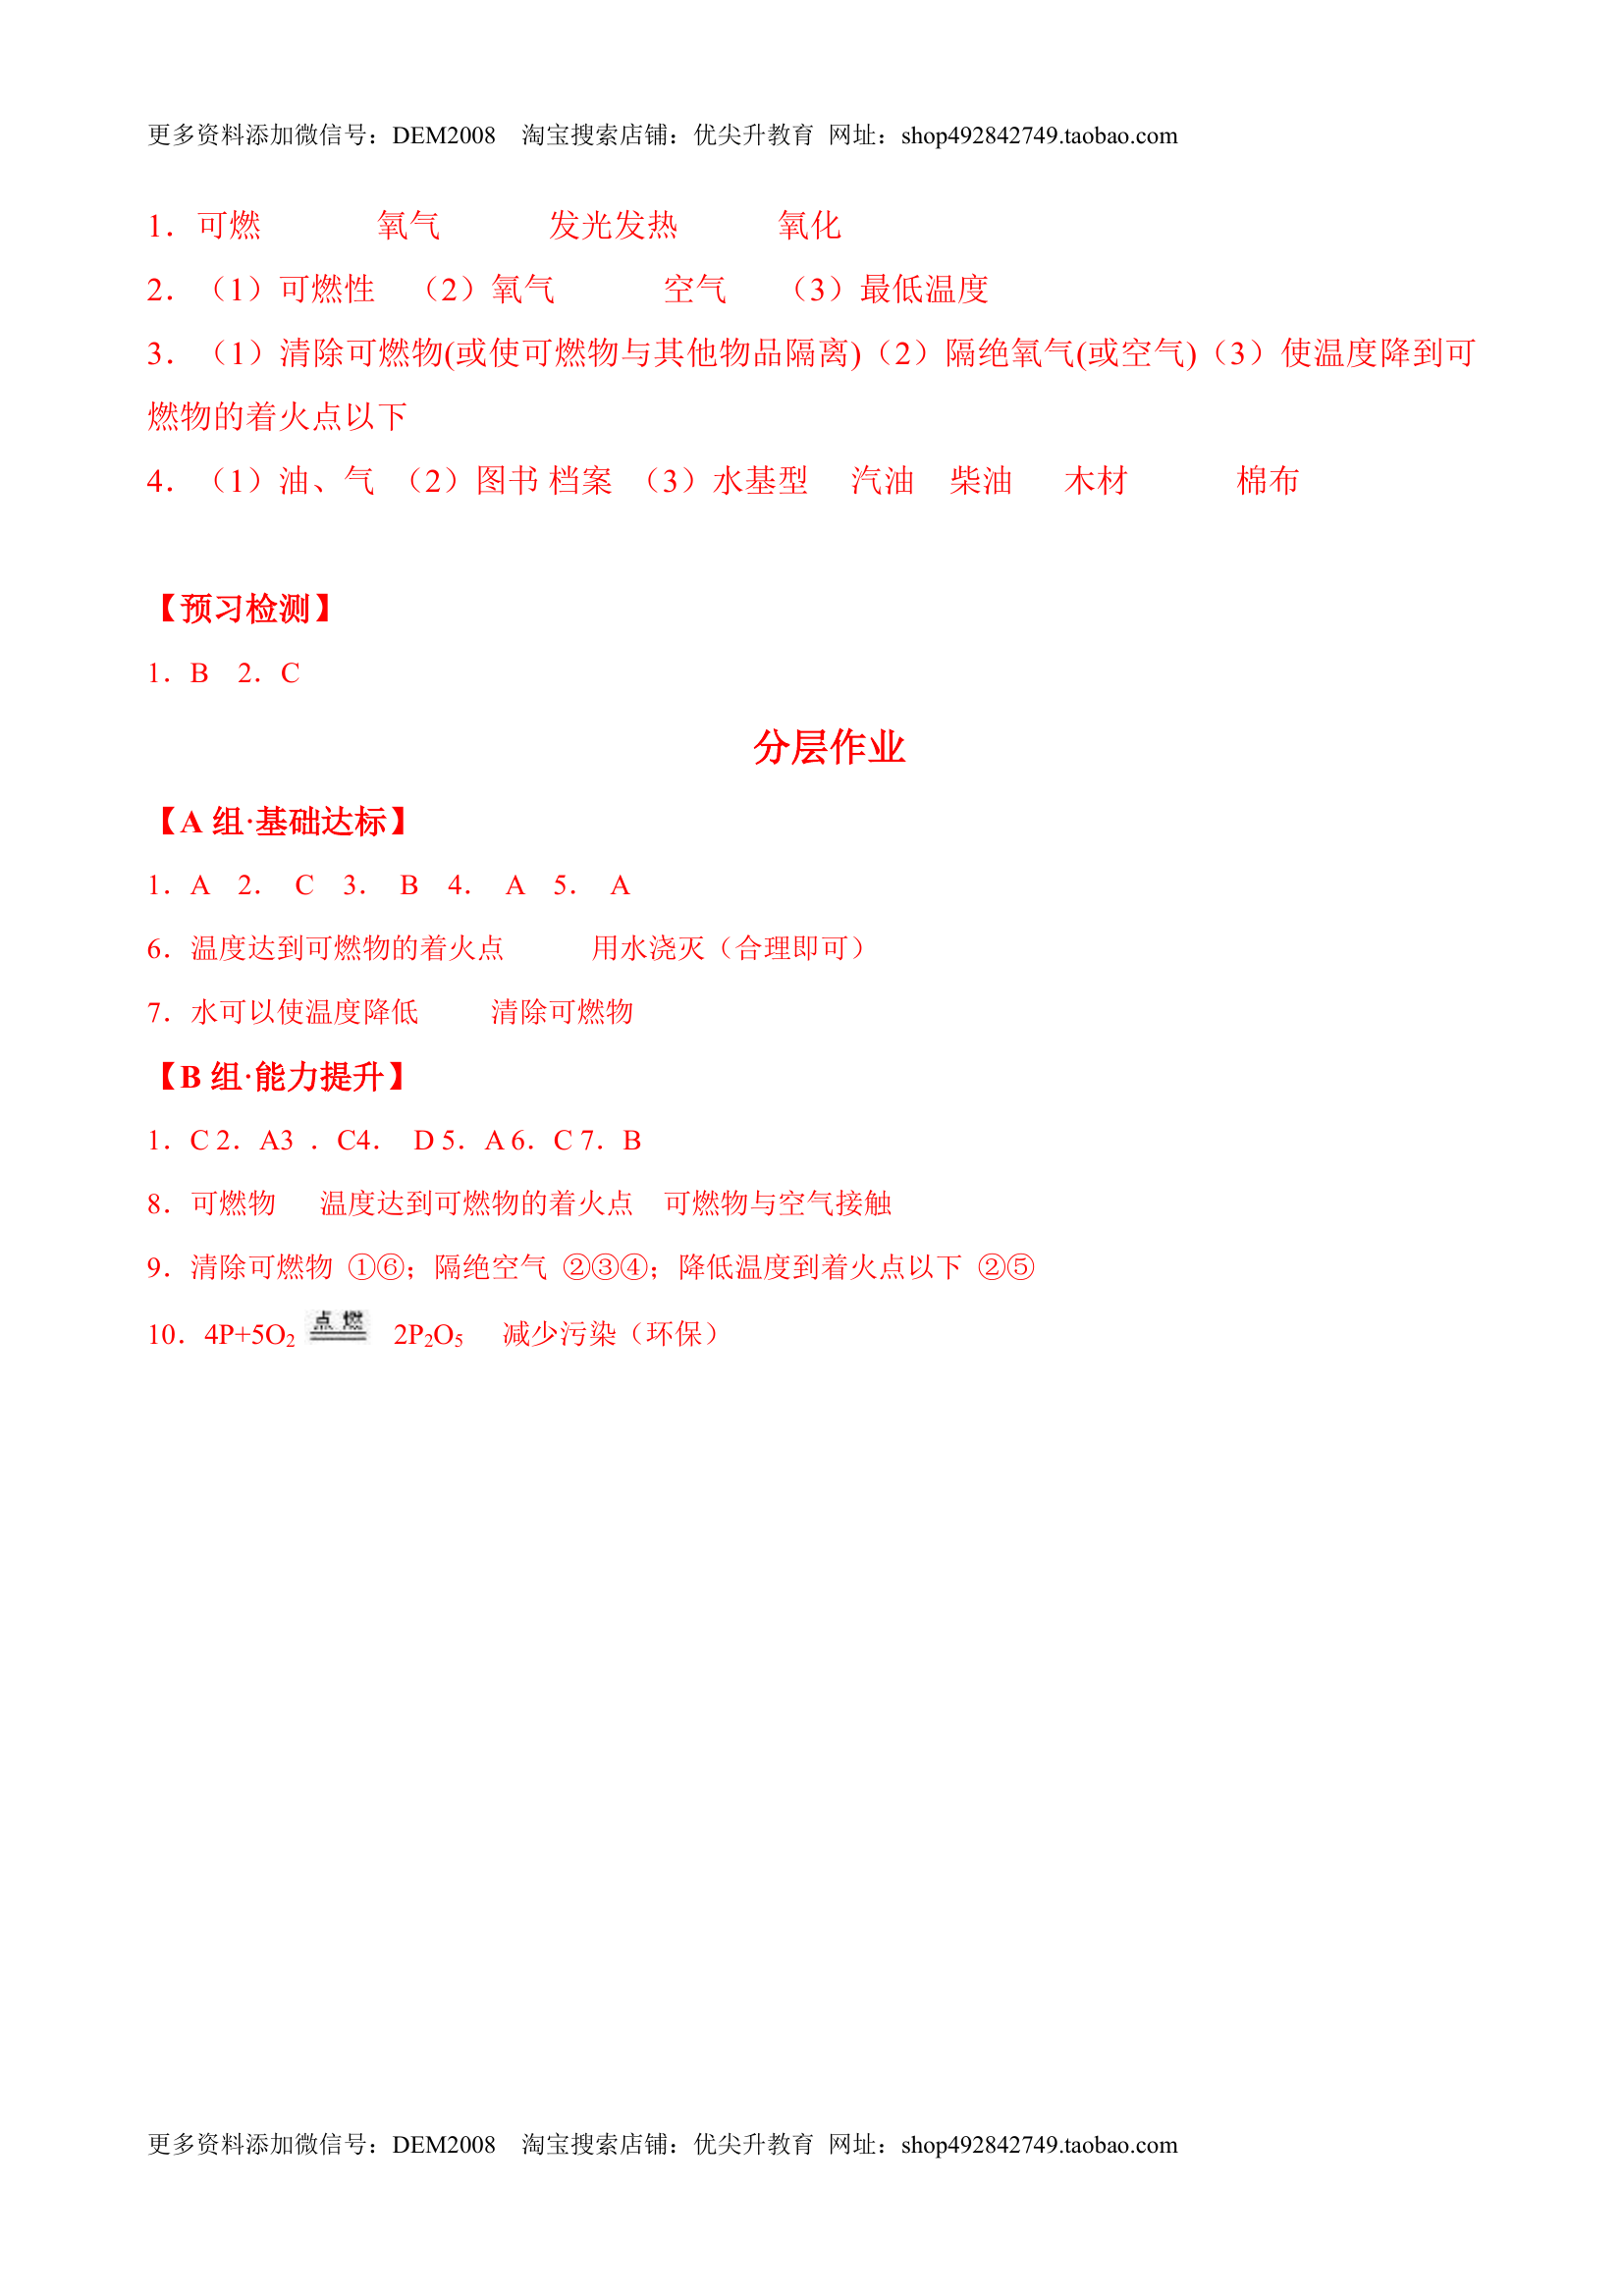 更多资料添加微信号：DEM2008 淘宝搜索店铺：优尖升教育 网址：shop492842749.taobao.com
1．可燃 氧气 发光发热 氧化
2．（1）可燃性 （2）氧气 空气 （3）最低温度
3．（1）清除可燃物(或使可燃物与其他物品隔离)（2）隔绝氧气(或空气)（3）使温度降到可
燃物的着火点以下
4．（1）油、气 （2）图书 档案 （3）水基型 汽油 柴油 木材 棉布
【预习检测】
1．B 2．C
分层作业
【A 组·基础达标】
1．A 2． C 3． B 4． A 5． A
6．温度达到可燃物的着火点 用水浇灭（合理即可）
7．水可以使温度降低 清除可燃物
【B 组·能力提升】
1．C 2．A3 ．C4． D 5．A 6．C 7．B
8．可燃物 温度达到可燃物的着火点 可燃物与空气接触
9．清除可燃物 ①⑥；隔绝空气 ②③④；降低温度到着火点以下 ②⑤
10．4P+5O₂ 点燃 2P₂O₅ 减少污染（环保）
更多资料添加微信号：DEM2008 淘宝搜索店铺：优尖升教育 网址：shop492842749.taobao.com